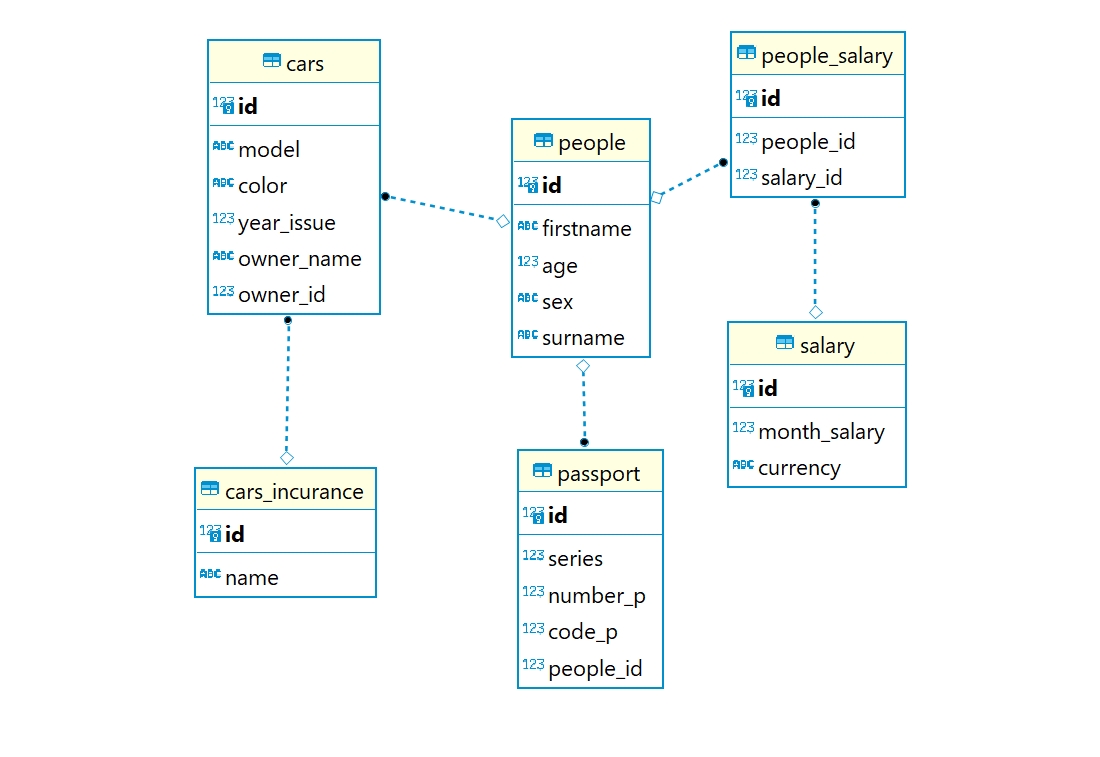 cars
123 id
ABC model
ABC color
123 year_issue
ABC owner_name
123 owner_id
people
123 id
ABC firstname
123 age
ABC sex
ABC surname
people_salary
123 id
123 people_id
123 salary_id
salary
123 id
123 month_salary
ABC currency
cars_incurance
123 id
ABC name
passport
123 id
123 series
123 number_p
123 code_p
123 people_id